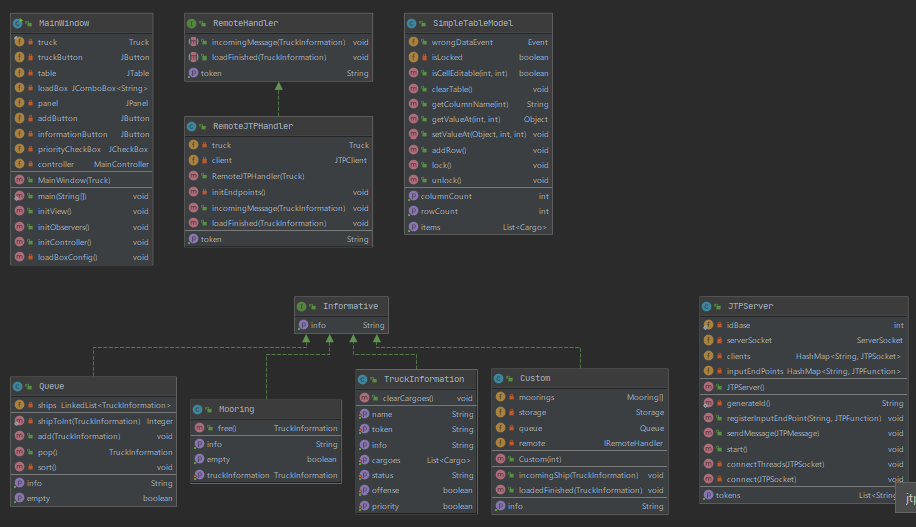 MainWindow
truck Truck
truckButton JButton
table JTable
loadBox JComboBox<String>
panel JPanel
addButton JButton
informationButton JButton
priorityCheckBox JCheckBox
controller MainController
MainWindow(Truck)
main(String[]) void
initView() void
initObservers() void
initController() void
loadBoxConfig() void
RemoteHandler
incomingMessage(TruckInformation) void
loadFinished(TruckInformation) void
token String
RemoteJTPHandler
truck Truck
client JTPClient
RemoteJTPHandler(Truck)
initEndpoints() void
incomingMessage(TruckInformation) void
loadFinished(TruckInformation) void
token String
SimpleTableModel
wrongDataEvent Event
isLocked boolean
isCellEditable(int, int) boolean
clearTable() void
getColumnName(int) String
getValueAt(int, int) Object
setValueAt(Object, int, int) void
addRow() void
lock() void
unlock() void
columnCount int
rowCount int
items List<Cargo>
Informative
info String
Queue
ships LinkedList<TruckInformation>
shipToInt(TruckInformation) Integer
add(TruckInformation) void
pop() TruckInformation
sort() void
info String
empty boolean
Mooring
free() TruckInformation
info String
empty boolean
truckInformation TruckInformation
TruckInformation
clearCargoes() void
name String
token String
info String
cargoes List<Cargo>
status String
offense boolean
priority boolean
Custom
moorings Mooring[]
storage Storage
queue Queue
remote IRemoteHandler
Custom(int)
incomingShip(TruckInformation) void
loadedFinished(TruckInformation) void
info String
JTPServer
idBase int
serverSocket ServerSocket
clients HashMap<String, JTPSocket>
inputEndPoints HashMap<String, JTPFunction>
JTPServer()
generateId() String
registerInputEndPoint(String, JTPFunction) void
sendMessage(JTPMessage) void
start() void
connectThreads(JTPSocket) void
connect(JTPSocket) void
tokens List<String
jtp